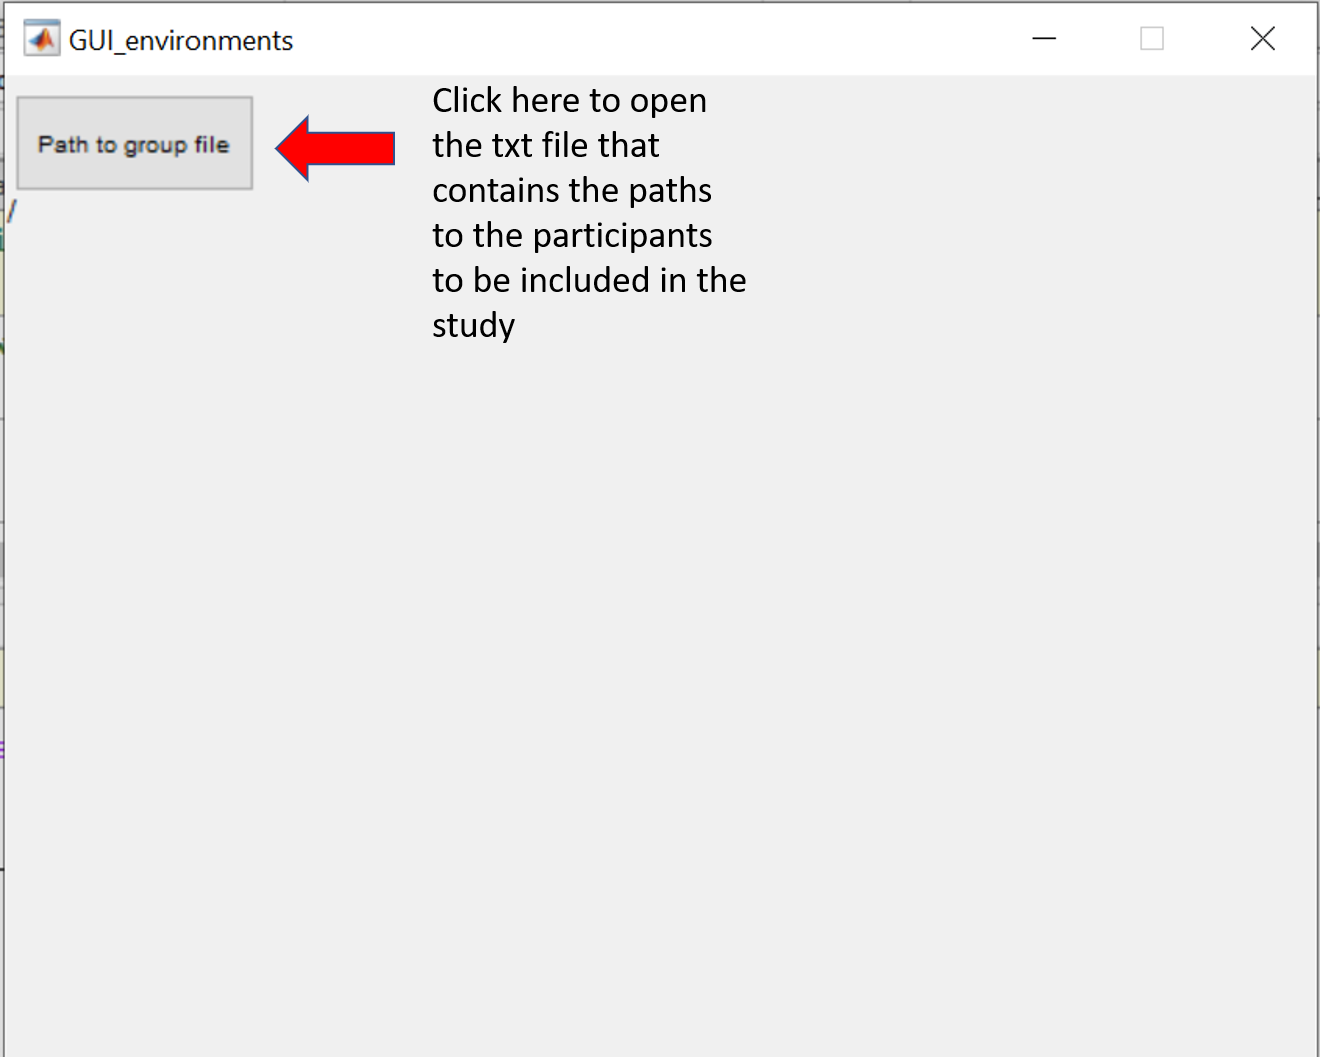 GUI_environments
Path to group file
/
Click here to open
the txt file that
contains the paths
to the participants
to be included in the
study